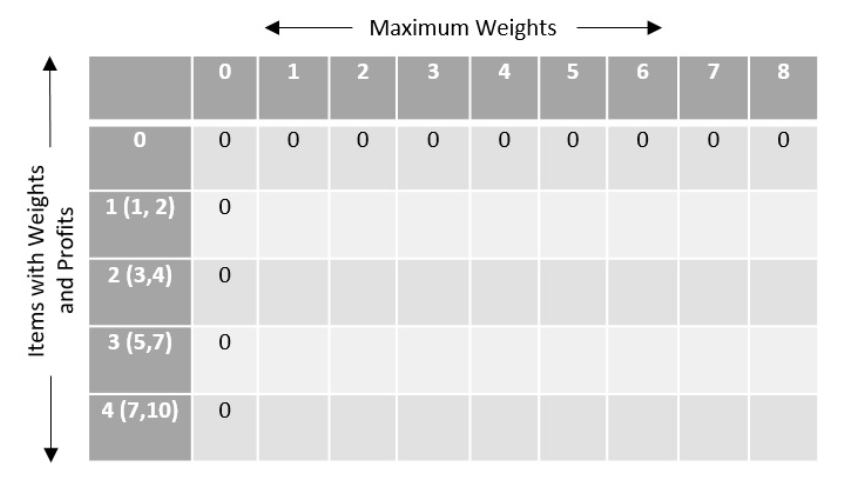 Maximum Weights
Items with Weights
and Profits
0 1 2 3 4 5 6 7 8
0 0 0 0 0 0 0 0 0 0
1 (1, 2) 0
2 (3,4) 0
3 (5,7) 0
4 (7,10) 0